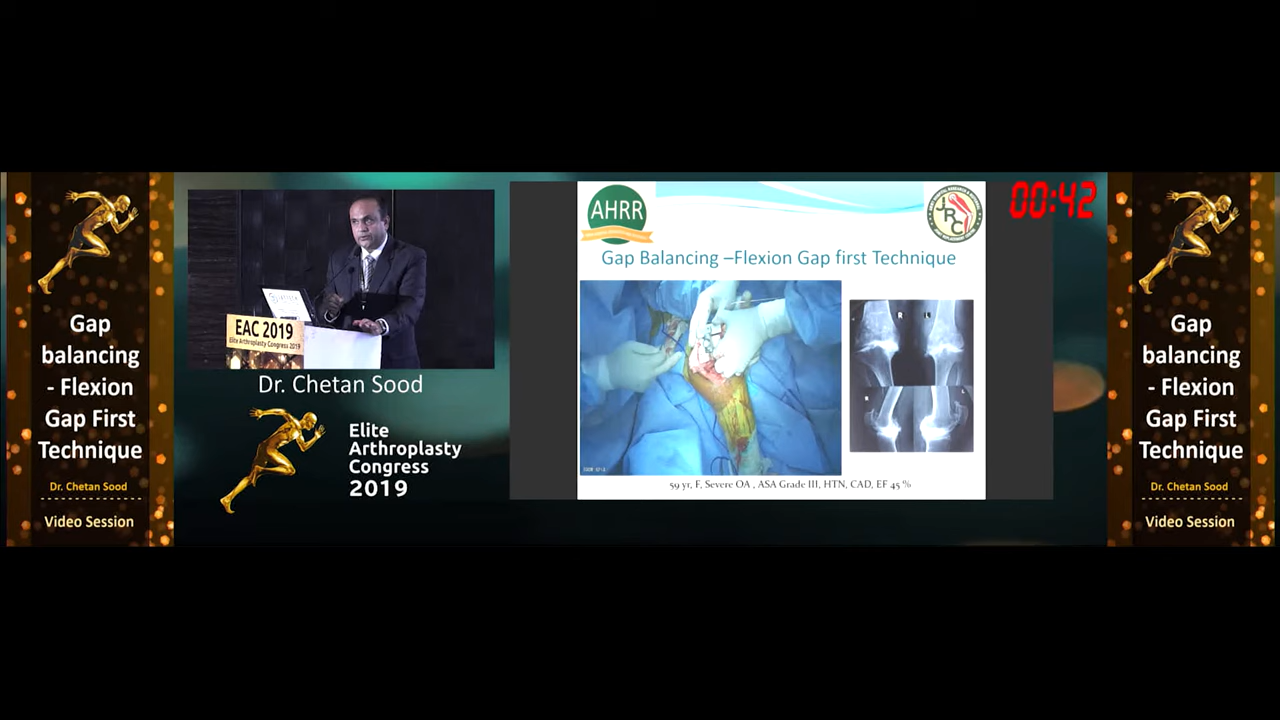 Gap
balancing
- Flexion
Gap First
Technique
Dr. Chetan Sood
Video Session
EAC 2019
Elite Arthroplasty Congress 2019
Dr. Chetan Sood
Elite
Arthroplasty
Congress
2019
AHRR
JRC
Gap Balancing –Flexion Gap first Technique
R
59 yr, F, Severe OA , ASA Grade III, HTN, CAD, EF 45 %
00:42
Gap
balancing
- Flexion
Gap First
Technique
Dr. Chetan Sood
Video Session